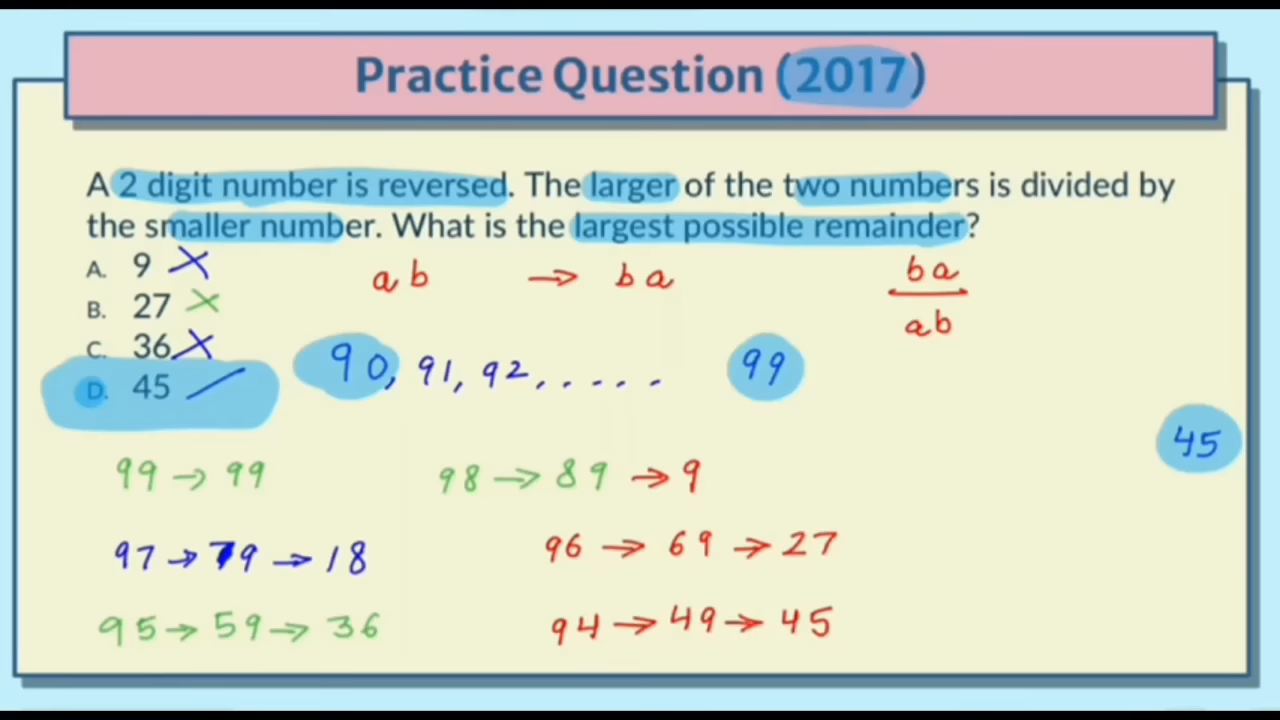 Practice Question (2017)
A 2 digit number is reversed. The larger of the two numbers is divided by
the smaller number. What is the largest possible remainder?
A. 9
B. 27
C. 36
D. 45
ab → ba
ba
ab
90, 91, 92, ..... 99
45
99 → 99
98 → 89 → 9
97 → 79 → 18
96 → 69 → 27
95 → 59 → 36
94 → 49 → 45